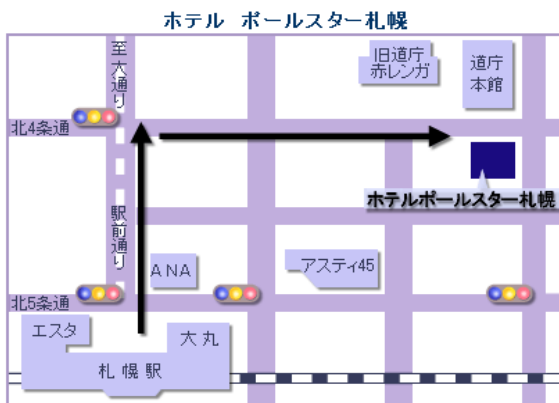 ホテル ポールスター札幌
至大通り
旧道庁
赤レンガ
道庁
本館
北4条通
ホテルポールスター札幌
駅前通り
ANA
アスティ45
北5条通
エスタ
大丸
札幌駅